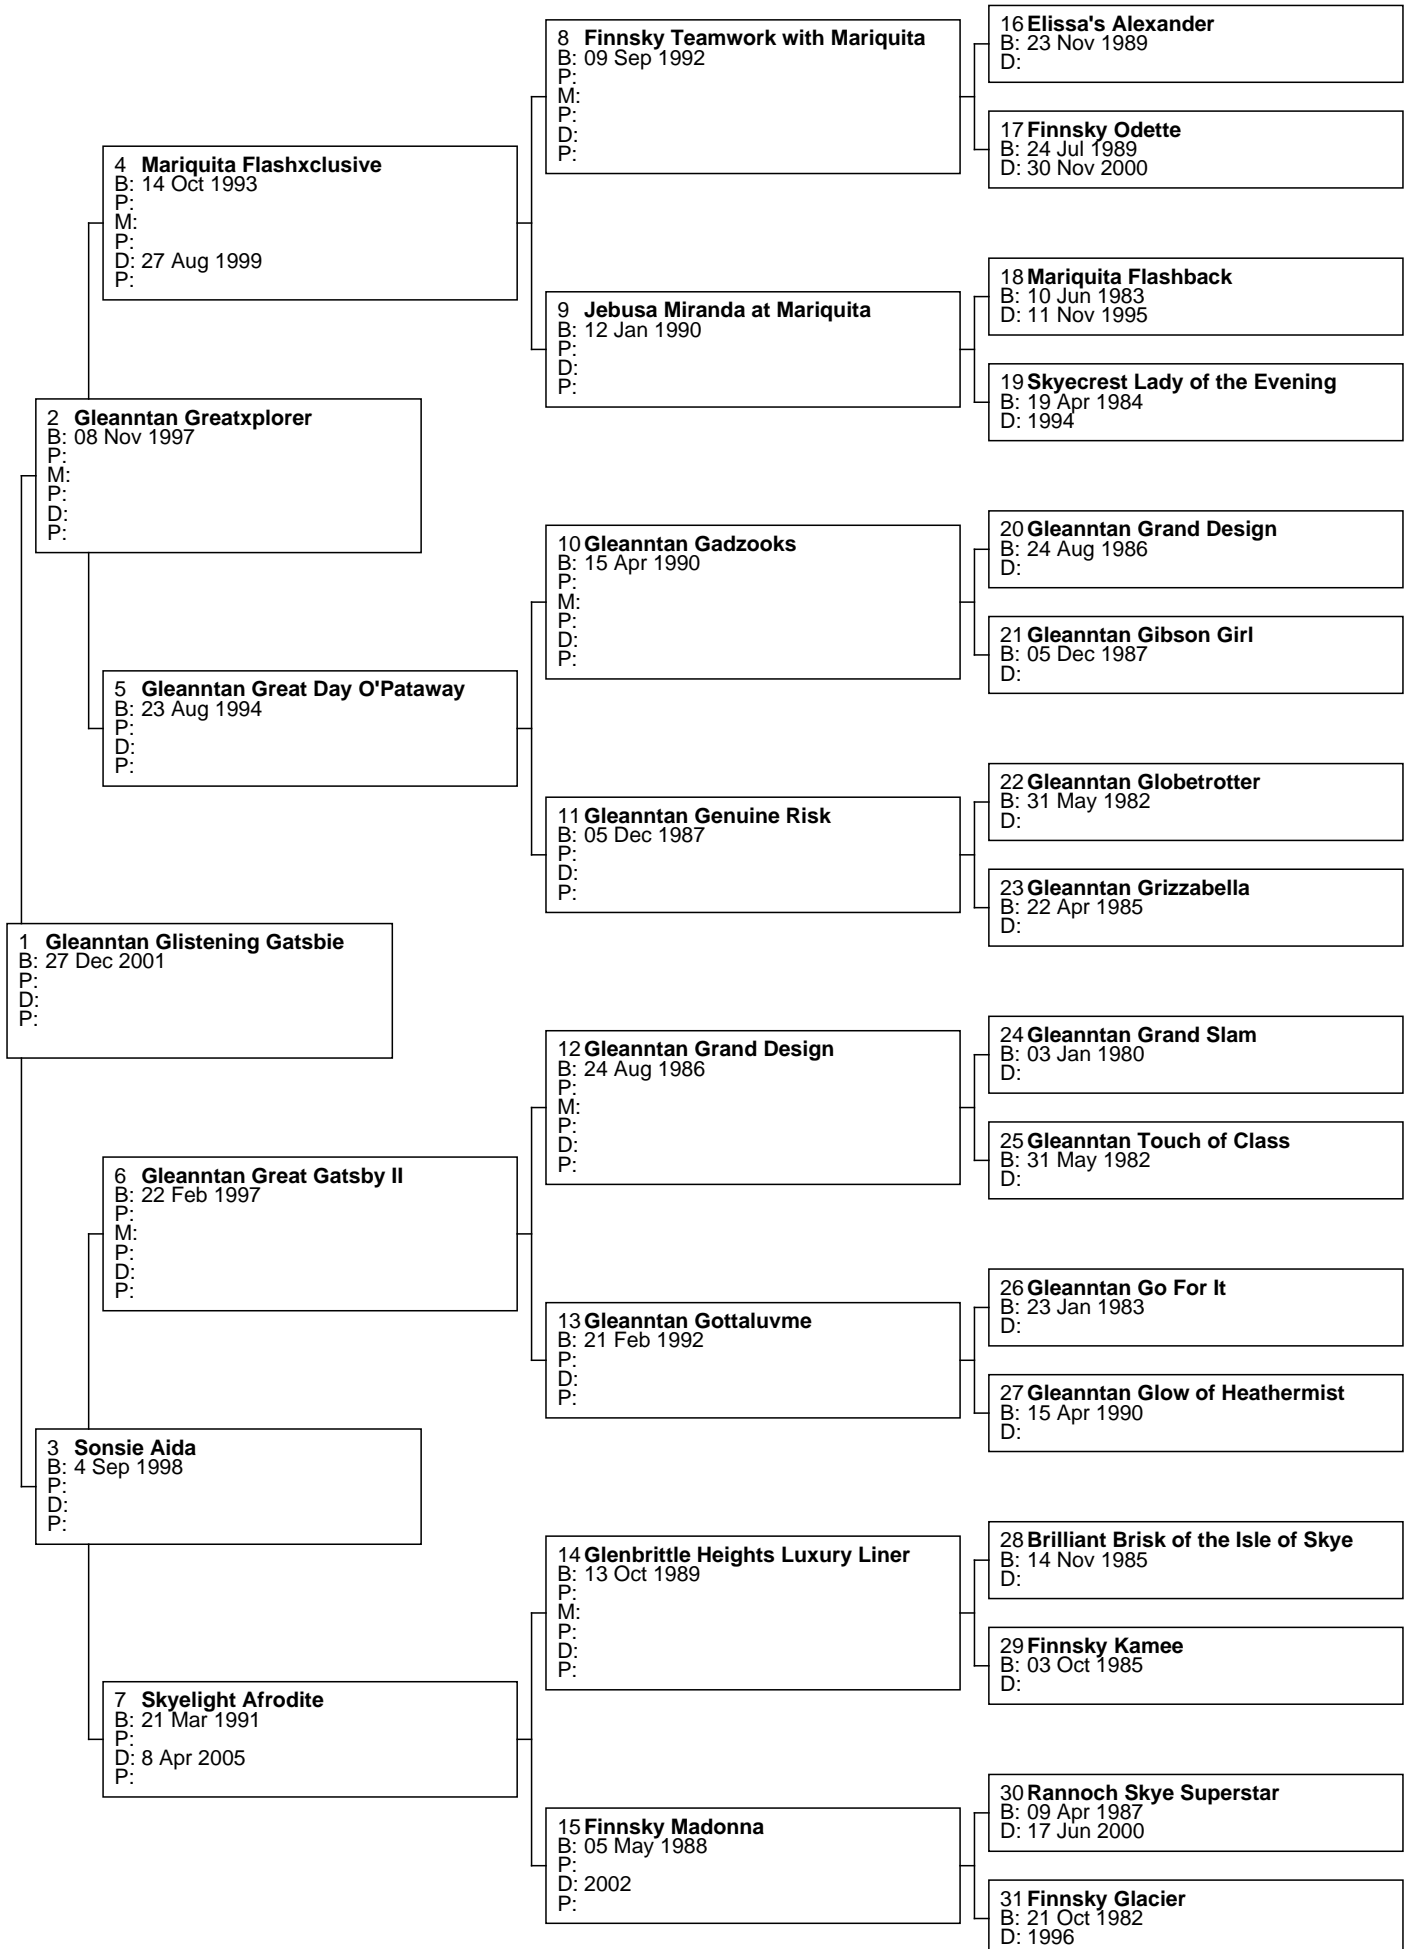 8 Finnsky Teamwork with Mariquita
B: 09 Sep 1992
P:
M:
P:
D:
P:
16 Elissa's Alexander
B: 23 Nov 1989
D:
17 Finnsky Odette
B: 24 Jul 1989
D: 30 Nov 2000
4 Mariquita Flashxclusive
B: 14 Oct 1993
P:
M:
P:
D: 27 Aug 1999
P:
9 Jebusa Miranda at Mariquita
B: 12 Jan 1990
P:
D:
P:
18 Mariquita Flashback
B: 10 Jun 1983
D: 11 Nov 1995
19 Skyecrest Lady of the Evening
B: 19 Apr 1984
D: 1994
2 Gleanntan Greatxplorer
B: 08 Nov 1997
P:
M:
P:
D:
P:
10 Gleanntan Gadzooks
B: 15 Apr 1990
P:
M:
P:
D:
P:
20 Gleanntan Grand Design
B: 24 Aug 1986
D:
21 Gleanntan Gibson Girl
B: 05 Dec 1987
D:
5 Gleanntan Great Day O'Pataway
B: 23 Aug 1994
P:
D:
P:
11 Gleanntan Genuine Risk
B: 05 Dec 1987
P:
D:
P:
22 Gleanntan Globetrotter
B: 31 May 1982
D:
23 Gleanntan Grizzabella
B: 22 Apr 1985
D:
1 Gleanntan Glistening Gatsbie
B: 27 Dec 2001
P:
D:
P:
12 Gleanntan Grand Design
B: 24 Aug 1986
P:
M:
P:
D:
P:
24 Gleanntan Grand Slam
B: 03 Jan 1980
D:
25 Gleanntan Touch of Class
B: 31 May 1982
D:
6 Gleanntan Great Gatsby II
B: 22 Feb 1997
P:
M:
P:
D:
P:
13 Gleanntan Gottaluvme
B: 21 Feb 1992
P:
D:
P:
26 Gleanntan Go For It
B: 23 Jan 1983
D:
27 Gleanntan Glow of Heathermist
B: 15 Apr 1990
D:
3 Sonsie Aida
B: 4 Sep 1998
P:
D:
P:
14 Glenbrittle Heights Luxury Liner
B: 13 Oct 1989
P:
M:
P:
D:
P:
28 Brilliant Brisk of the Isle of Skye
B: 14 Nov 1985
D:
29 Finnsky Kamee
B: 03 Oct 1985
D:
7 Skyelight Afrodite
B: 21 Mar 1991
P:
D: 8 Apr 2005
P:
15 Finnsky Madonna
B: 05 May 1988
P:
D: 2002
P:
30 Rannoch Skye Superstar
B: 09 Apr 1987
D: 17 Jun 2000
31 Finnsky Glacier
B: 21 Oct 1982
D: 1996